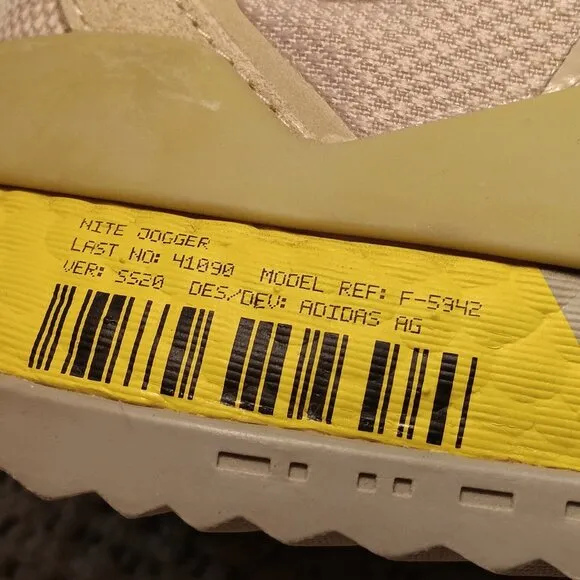 NITE JOGGER
LAST NO: 41090 MODEL REF: F-5942
VER: SS20 DES/DEV: ADIDAS AG